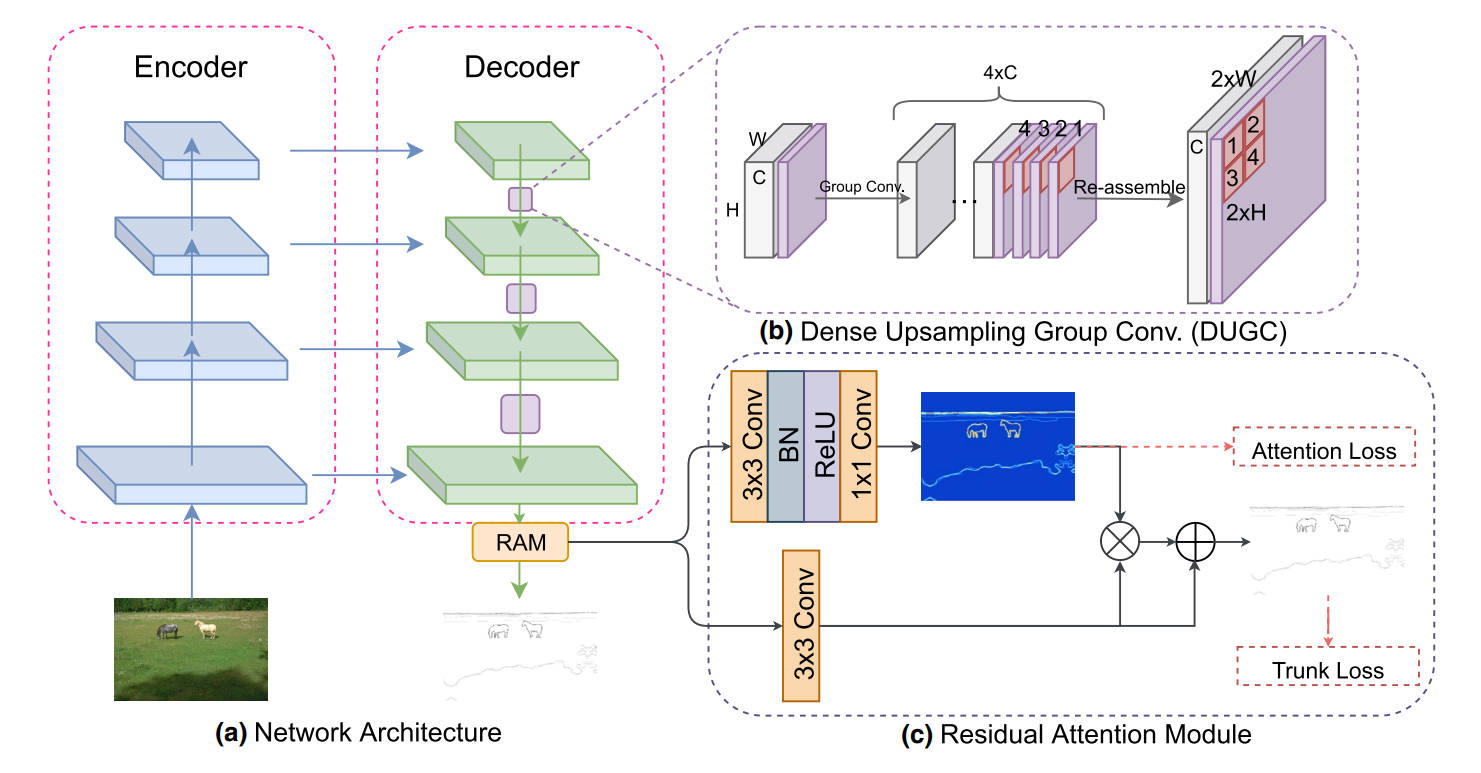 Encoder
Decoder
RAM
(a) Network Architecture
4xC
W
C
H
Group Conv.
...
4 3 2 1
Re-assemble
2xW
C
1
2
3
4
2xH
(b) Dense Upsampling Group Conv. (DUGC)
3x3 Conv
BN
ReLU
1x1 Conv
Attention Loss
3x3 Conv
Trunk Loss
(c) Residual Attention Module